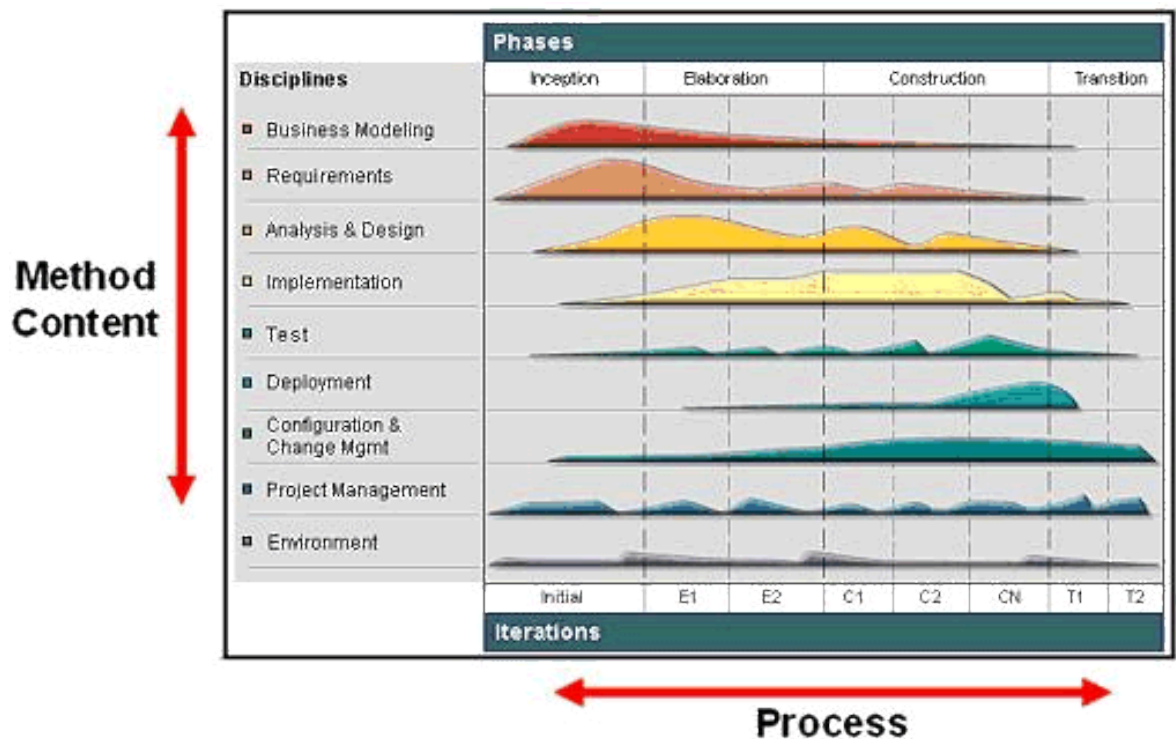 Phases
Disciplines
Inception Elaboration Construction Transition
Business Modeling
Requirements
Analysis & Design
Implementation
Test
Deployment
Configuration &
Change Mgmt
Project Management
Environment
Initial E1 E2 C1 C2 CN T1 T2
Iterations
Method
Content
Process